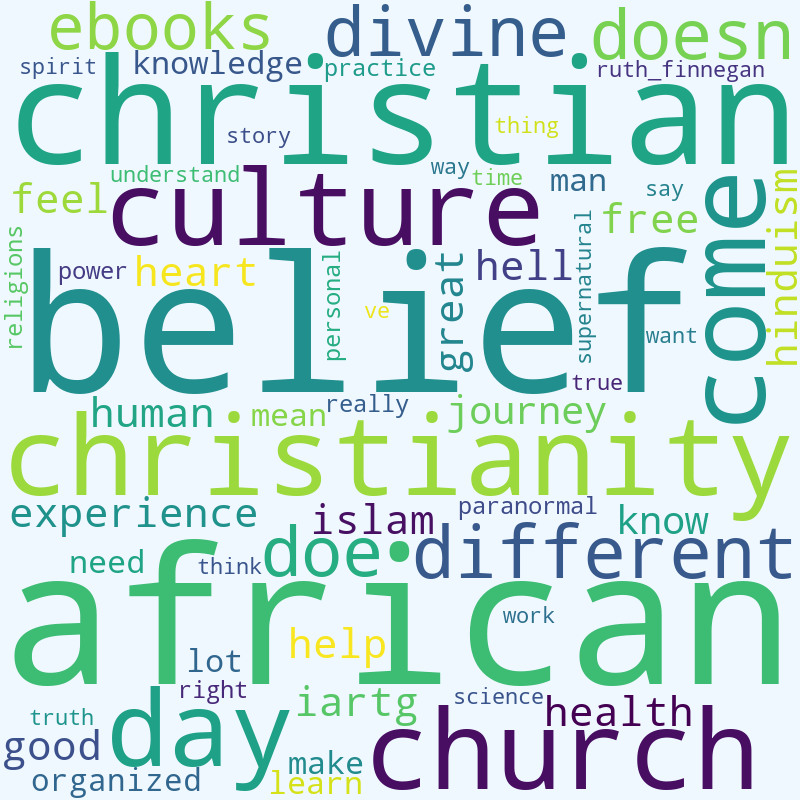 ebooks divine doesn
spirit knowledge practice ruth_finnegan
christian
story thing
understand way time man say
feel culture free come hinduism
religions power heart personal ve great hell supernatural
belief want
true
human mean really journey
christianity
experience islam paranormal know
need think doe different
african
work
lot help
right iartg science
truth day health
good make church
organized learn